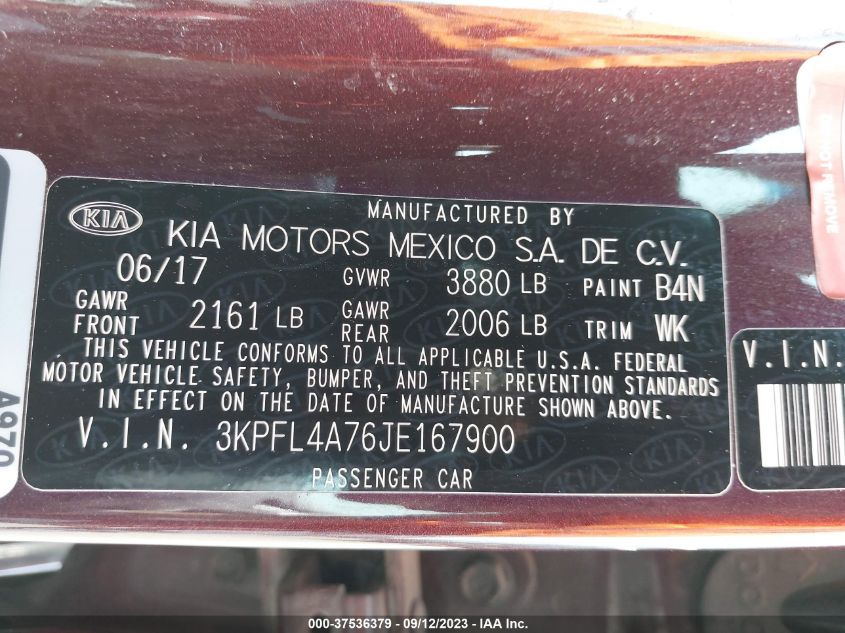 MANUFACTURED BY
KIA KIA MOTORS MEXICO S.A. DE C.V.
06/17 GVWR 3880 LB PAINT B4N
GAWR FRONT 2161 LB GAWR REAR 2006 LB TRIM WK
THIS VEHICLE CONFORMS TO ALL APPLICABLE U.S.A. FEDERAL
MOTOR VEHICLE SAFETY, BUMPER, AND THEFT PREVENTION STANDARDS
IN EFFECT ON THE DATE OF MANUFACTURE SHOWN ABOVE.
V.I.N. 3KPFL4A76JE167900
PASSENGER CAR
V.I.N.
NOT REMOVE
A970
000-37536379 - 09/12/2023 - IAA Inc.